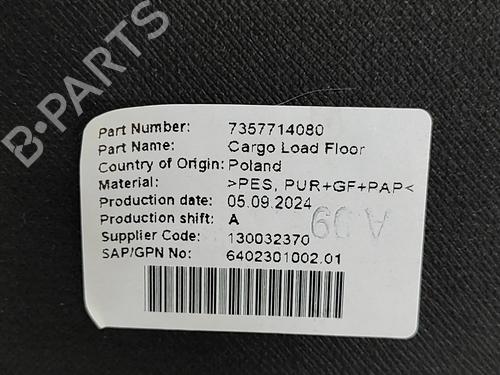 Part Number: 7357714080
Part Name: Cargo Load Floor
Country of Origin: Poland
Material: >PES, PUR+GF+PAP<
Production date: 05.09.2024
Production shift: A
A 09
Supplier Code: 130032370
SAP/GPN No: 6402301002.01
B PARTS